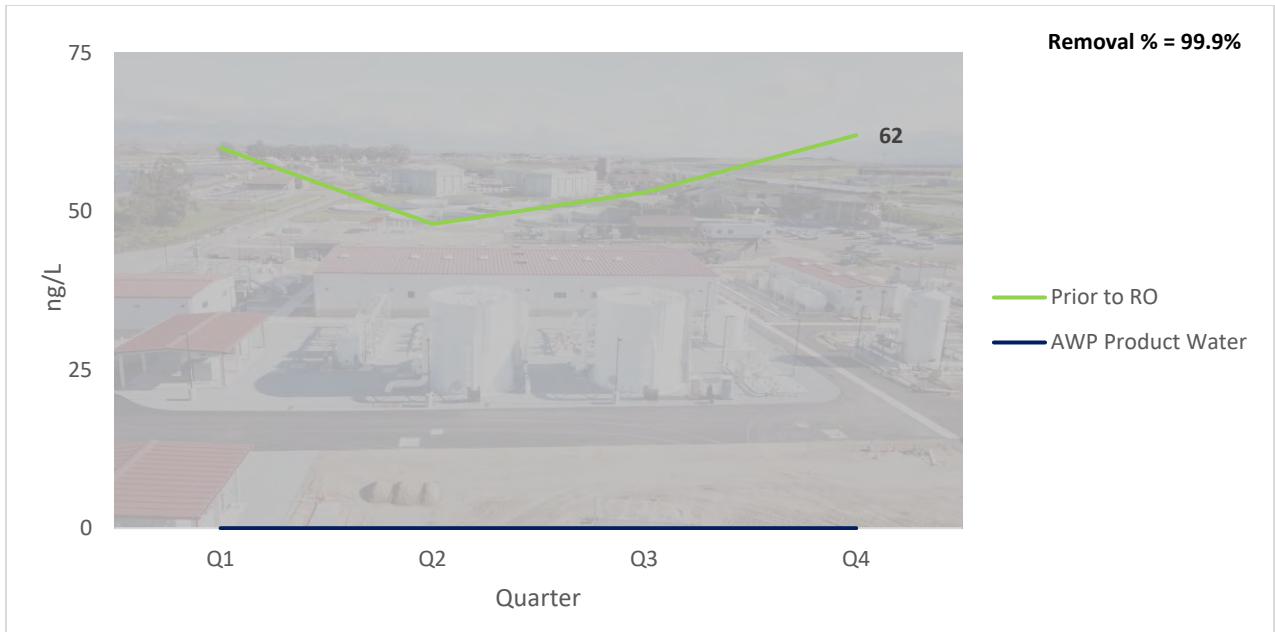 Removal % = 99.9%
75
50
25
0
ng/L
62
Q1 Q2 Q3 Q4
Quarter
Prior to RO
AWP Product Water